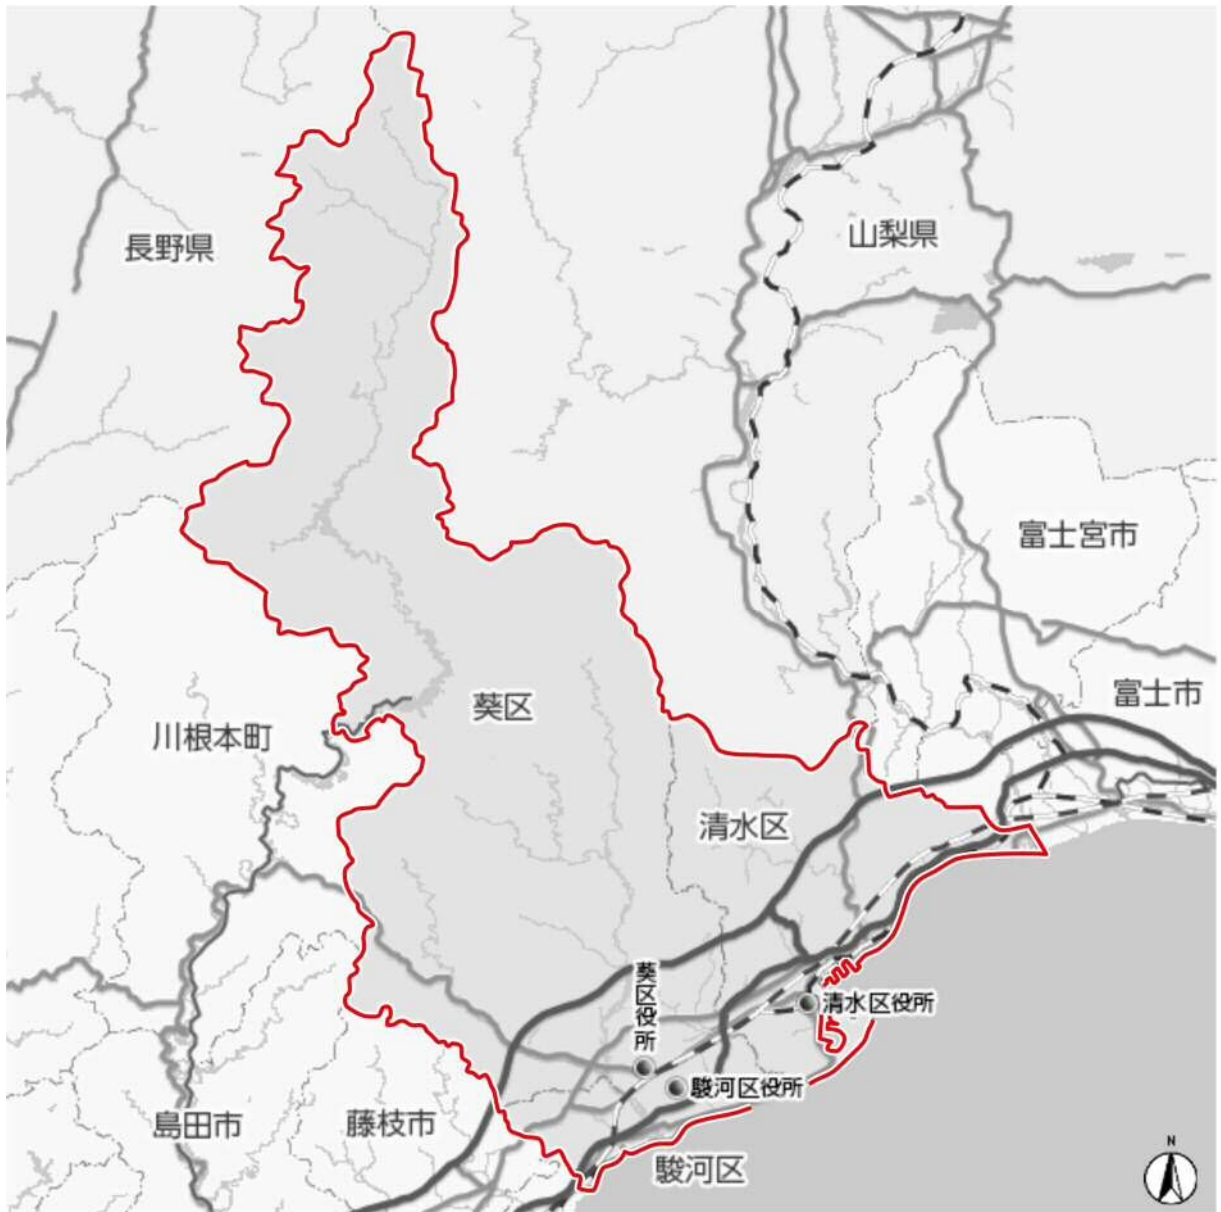 長野県
山梨県
富士宮市
富士市
葵区
川根本町
清水区
葵区役所
清水区役所
駿河区役所
島田市
藤枝市
駿河区
N